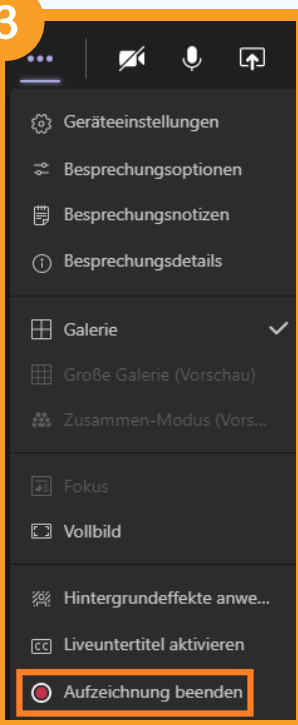 3
Geräteeinstellungen
Besprechungsoptionen
Besprechungsnotizen
Besprechungsdetails
Galerie
Große Galerie (Vorschau)
Zusammen-Modus (Vors...
Fokus
Vollbild
Hintergrundeffekte anwe...
CC Liveuntertitel aktivieren
Aufzeichnung beenden